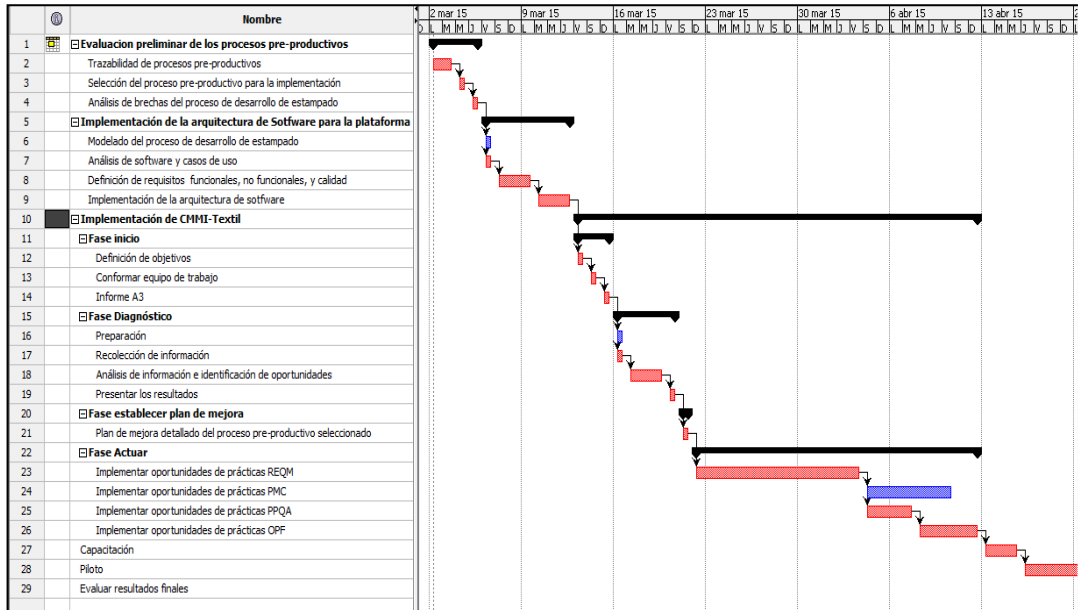 Nombre
2 mar 15 9 mar 15 16 mar 15 23 mar 15 30 mar 15 6 abr 15 13 abr 15 2
D L M M J V S D L M M J V S D L M M J V S D L M M J V S D L M M J V S D L M M J V S D L M M J V S D L
1 Evaluacion preliminar de los procesos pre-productivos
2 Trazabilidad de procesos pre-productivos
3 Selección del proceso pre-productivo para la implementación
4 Análisis de brechas del proceso de desarrollo de estampado
5 Implementación de la arquitectura de Sotfware para la plataforma
6 Modelado del proceso de desarrollo de estampado
7 Análisis de software y casos de uso
8 Definición de requisitos funcionales, no funcionales, y calidad
9 Implementación de la arquitectura de sotfware
10 Implementación de CMMI-Textil
11 Fase inicio
12 Definición de objetivos
13 Conformar equipo de trabajo
14 Informe A3
15 Fase Diagnóstico
16 Preparación
17 Recolección de información
18 Análisis de información e identificación de oportunidades
19 Presentar los resultados
20 Fase establecer plan de mejora
21 Plan de mejora detallado del proceso pre-productivo seleccionado
22 Fase Actuar
23 Implementar oportunidades de prácticas REQM
24 Implementar oportunidades de prácticas PMC
25 Implementar oportunidades de prácticas PPQA
26 Implementar oportunidades de prácticas OPF
27 Capacitación
28 Piloto
29 Evaluar resultados finales